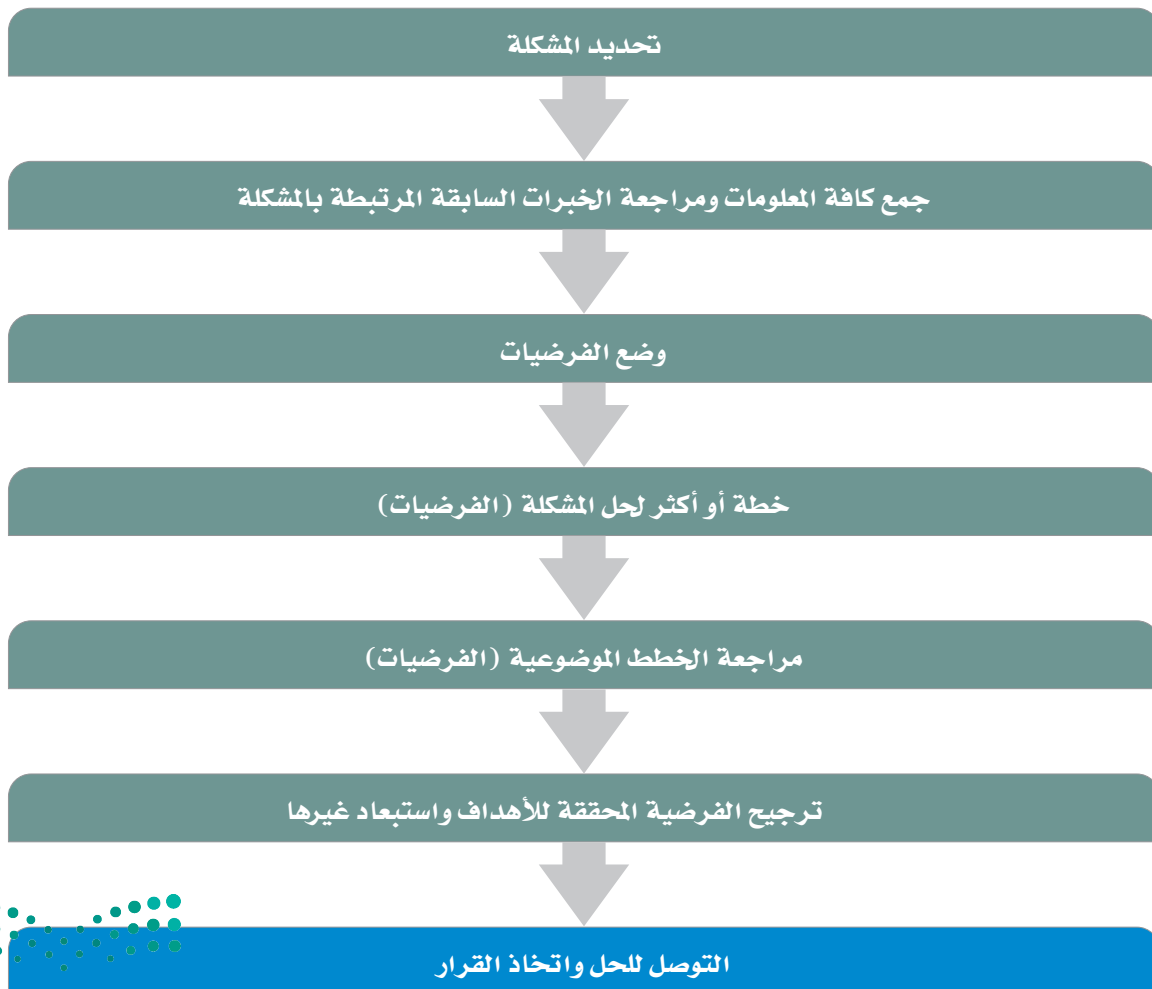 تحديد المشكلة
جمع كافة المعلومات ومراجعة الخبرات السابقة المرتبطة بالمشكلة
وضع الفرضيات
خطة أو أكثر لحل المشكلة (الفرضيات)
مراجعة الخطط الموضوعية (الفرضيات)
ترجيح الفرضية المحققة للأهداف واستبعاد غيرها
التوصل للحل واتخاذ القرار